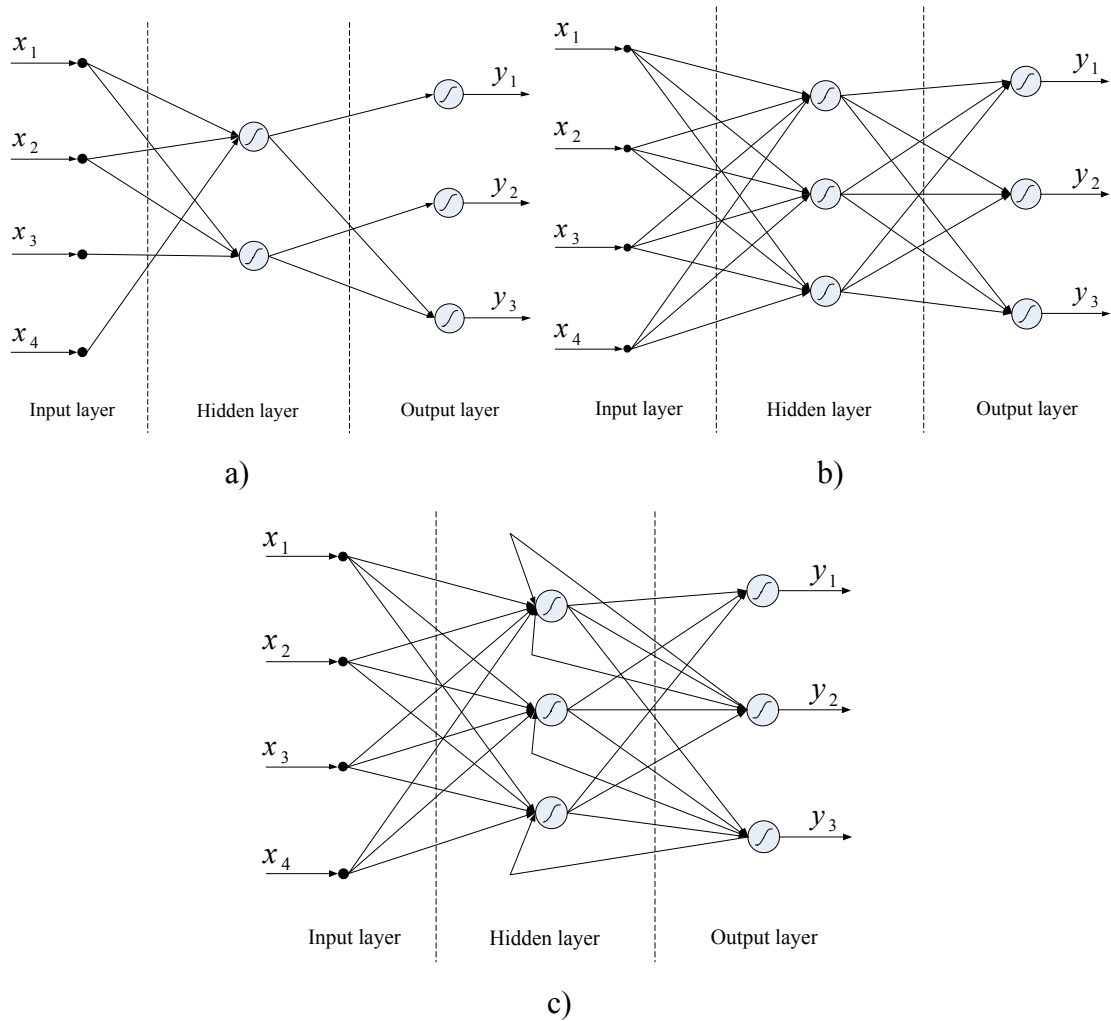 x1
y1
x2
y2
x3
y3
x4
Input layer Hidden layer Output layer
a)
x1
y1
x2
y2
x3
y3
x4
Input layer Hidden layer Output layer
b)
x1
y1
x2
y2
x3
y3
x4
Input layer Hidden layer Output layer
c)